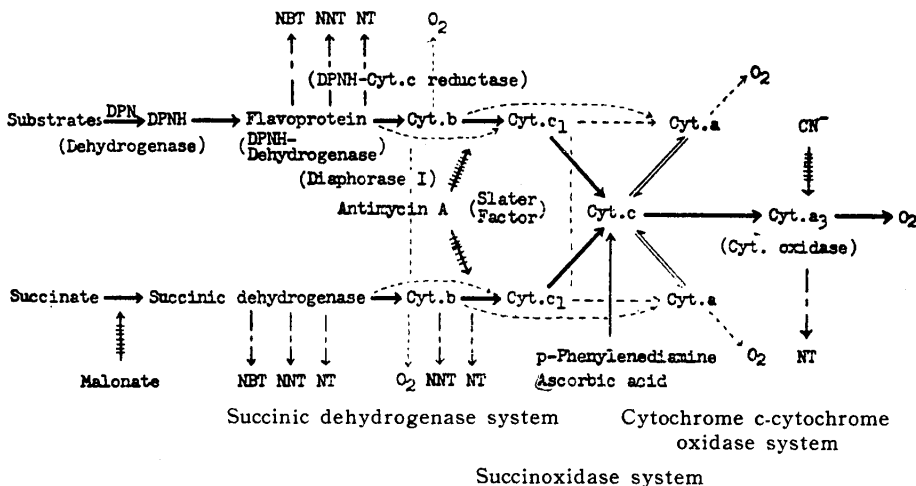 NBT NNT NT O₂
(DPNH-Cyt.c reductase) O₂
Substrates DPN DPNH Flavoprotein Cyt.b Cyt.c₁ Cyt.a CN⁻
(Dehydrogenase) (DPNH-
Dehydrogenase)
(Diaphorase I)
Antimycin A (Slater
Factor) Cyt.c Cyt.a₃ O₂
(Cyt. oxidase)
Succinate Succinic dehydrogenase Cyt.b Cyt.c₁ Cyt.a
Malonate NBT NNT NT O₂ NNT NT p-Phenylenediamine O₂ NT
Ascorbic acid
Succinic dehydrogenase system Cytochrome c-cytochrome
oxidase system
Succinoxidase system